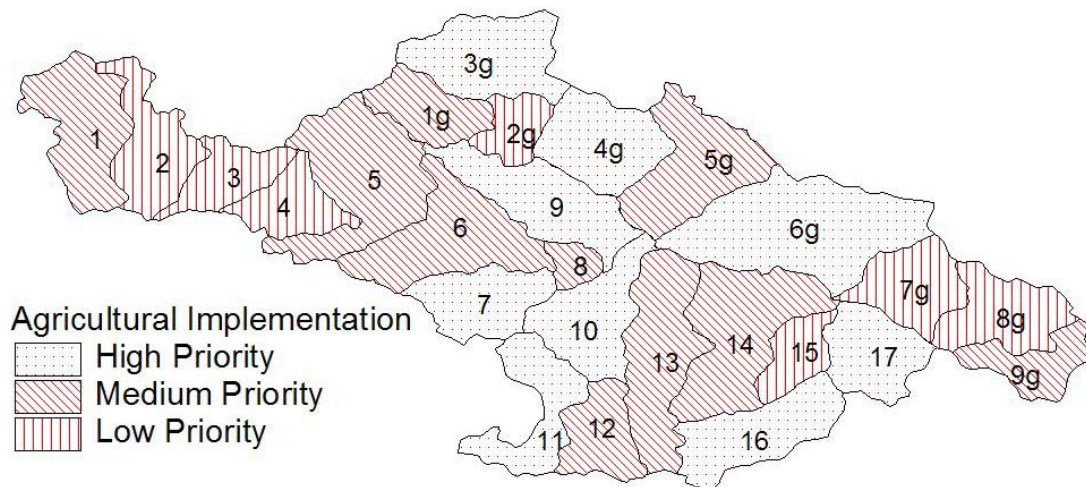 3g
1g
2g
4g
5g
1
2
3
4
5
6
9
8
6g
7
10
7g
8g
9g
13
14
15
17
12
11
16
Agricultural Implementation
High Priority
Medium Priority
Low Priority